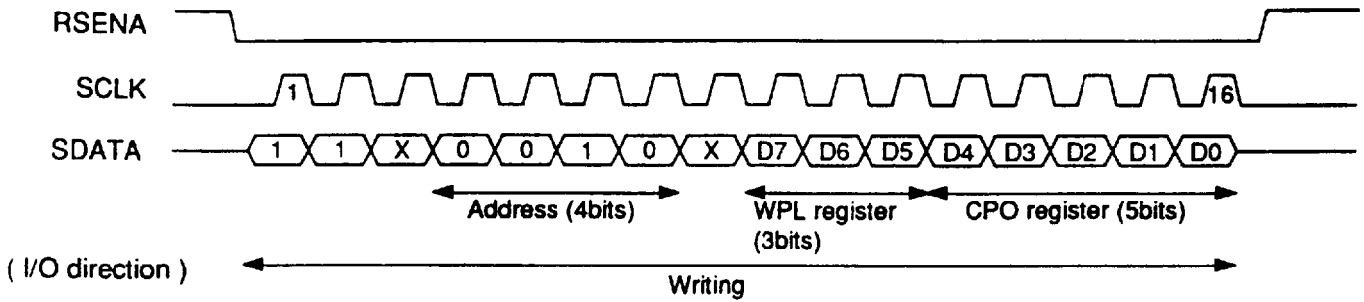 RSENA
SCLK 1 16
SDATA 1 1 X 0 0 1 0 X D7 D6 D5 D4 D3 D2 D1 D0
Address (4bits) WPL register CPO register (5bits)
(3bits)
( I/O direction )
Writing